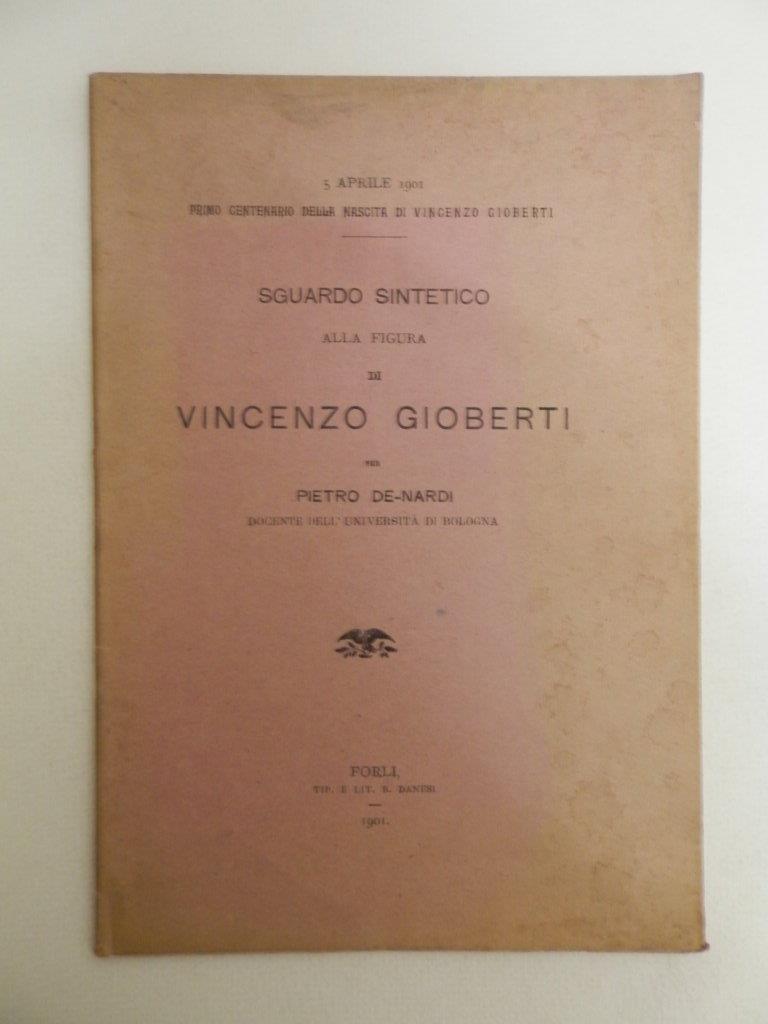 5 APRILE 1901
PRIMO CENTENARIO DELLA NASCITA DI VINCENZO GIOBERTI
SGUARDO SINTETICO
ALLA FIGURA
DI
VINCENZO GIOBERTI
PER
PIETRO DE-NARDI
DOCENTE DELL' UNIVERSITÀ DI BOLOGNA
FORLI,
TIP. E LIT. B. DANESI
1901.